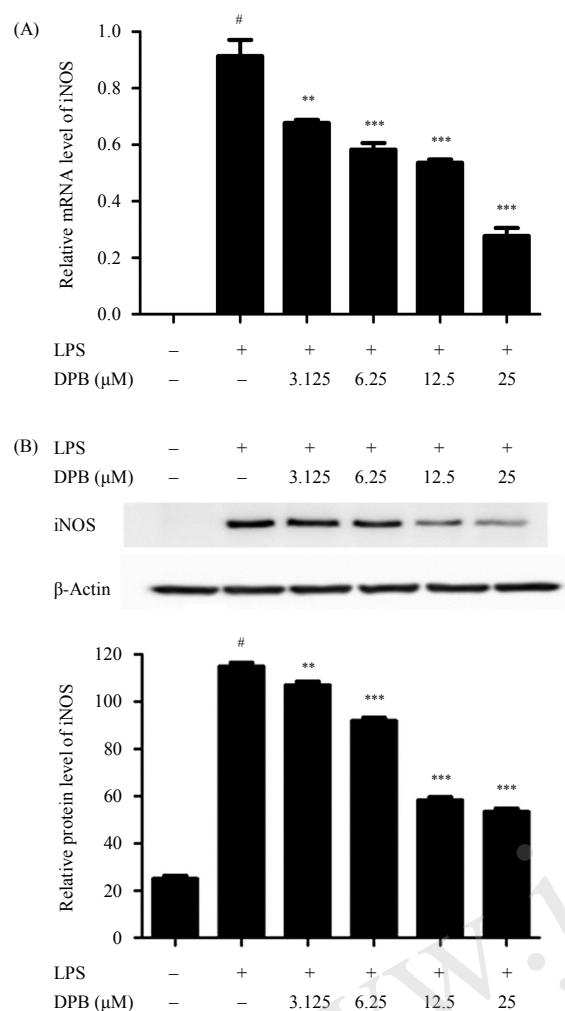 (A)
Relative mRNA level of iNOS
1.0
0.8
0.6
0.4
0.2
0.0
#
**
***
***
***
LPS – + + + + +
DPB (μM) – – 3.125 6.25 12.5 25
(B)
LPS – + + + + +
DPB (μM) – – 3.125 6.25 12.5 25
iNOS
β-Actin
Relative protein level of iNOS
120
100
80
60
40
20
0
#
**
***
***
***
LPS – + + + + +
DPB (μM) – – 3.125 6.25 12.5 25